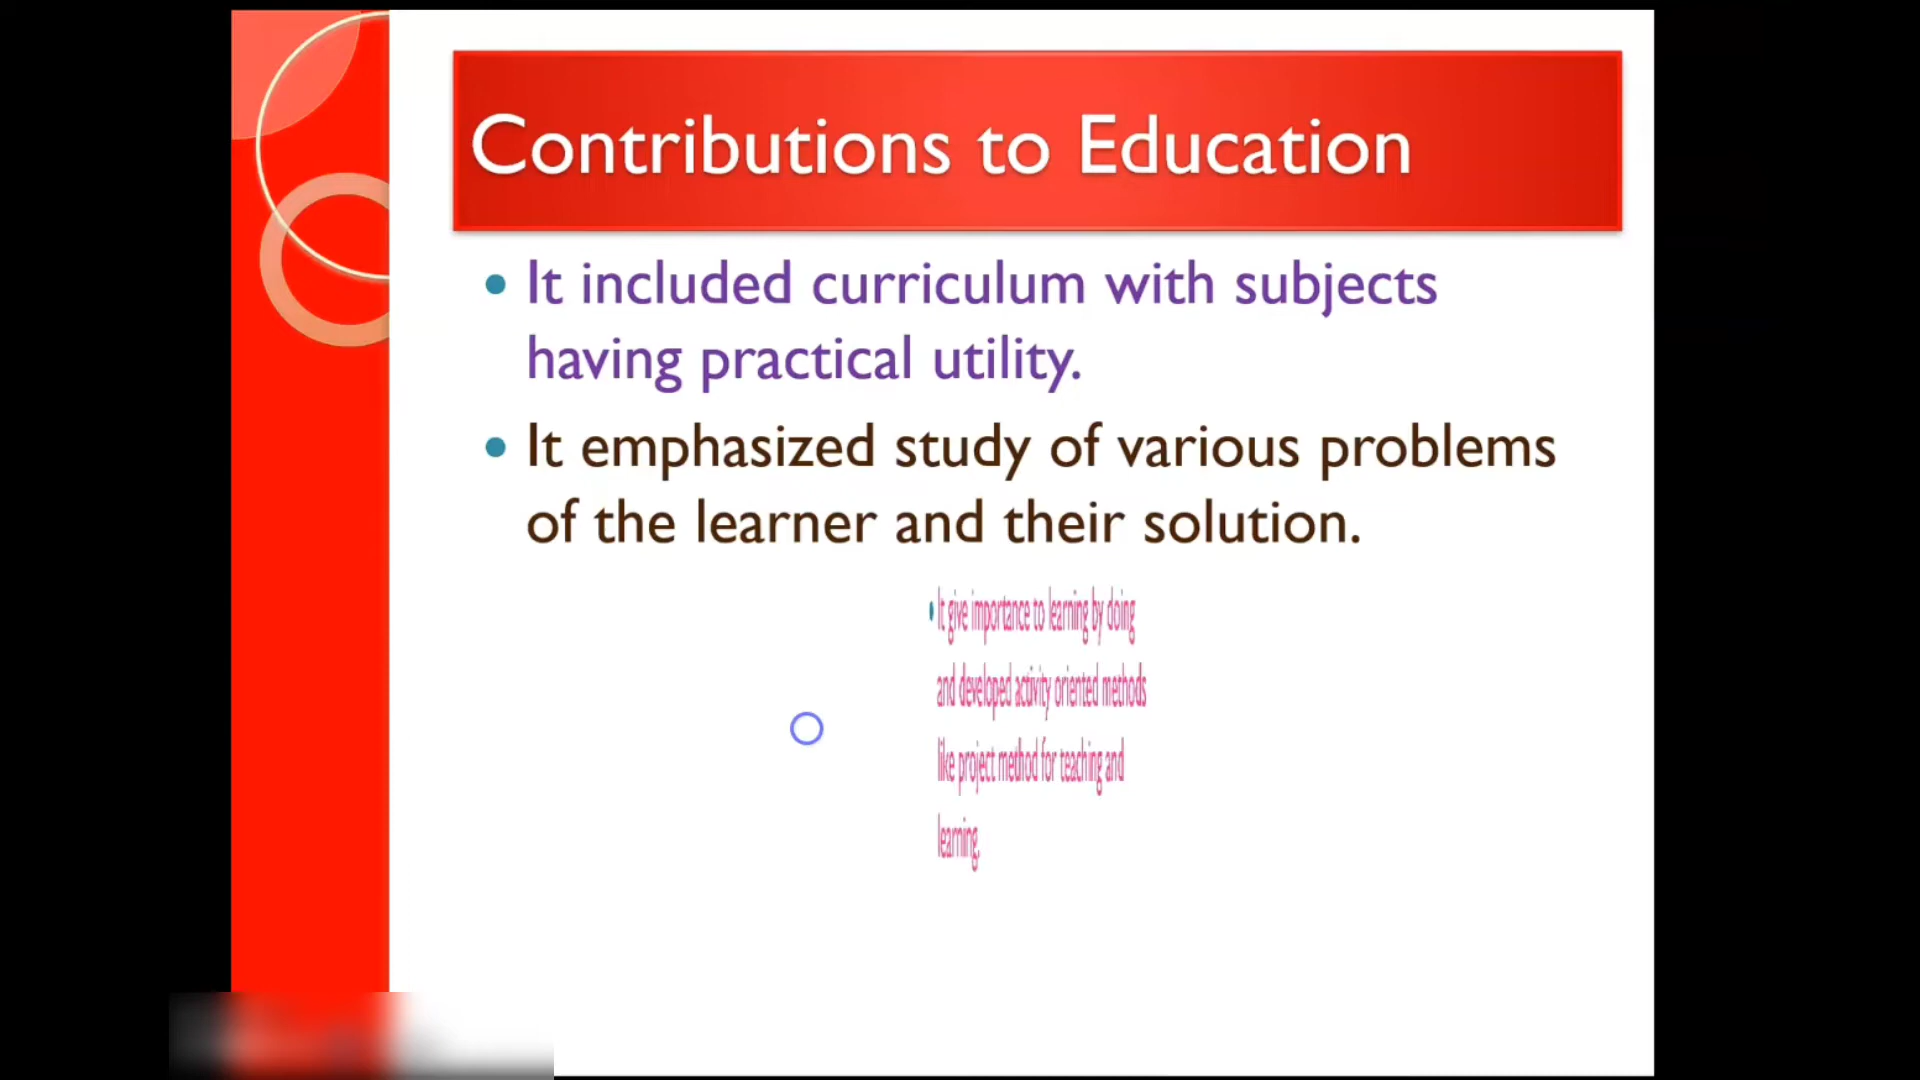 Contributions to Education
• It included curriculum with subjects
having practical utility.
• It emphasized study of various problems
of the learner and their solution.
• It give importance to learning by doing
and developed activity oriented methods
like project method for teaching and
learning.